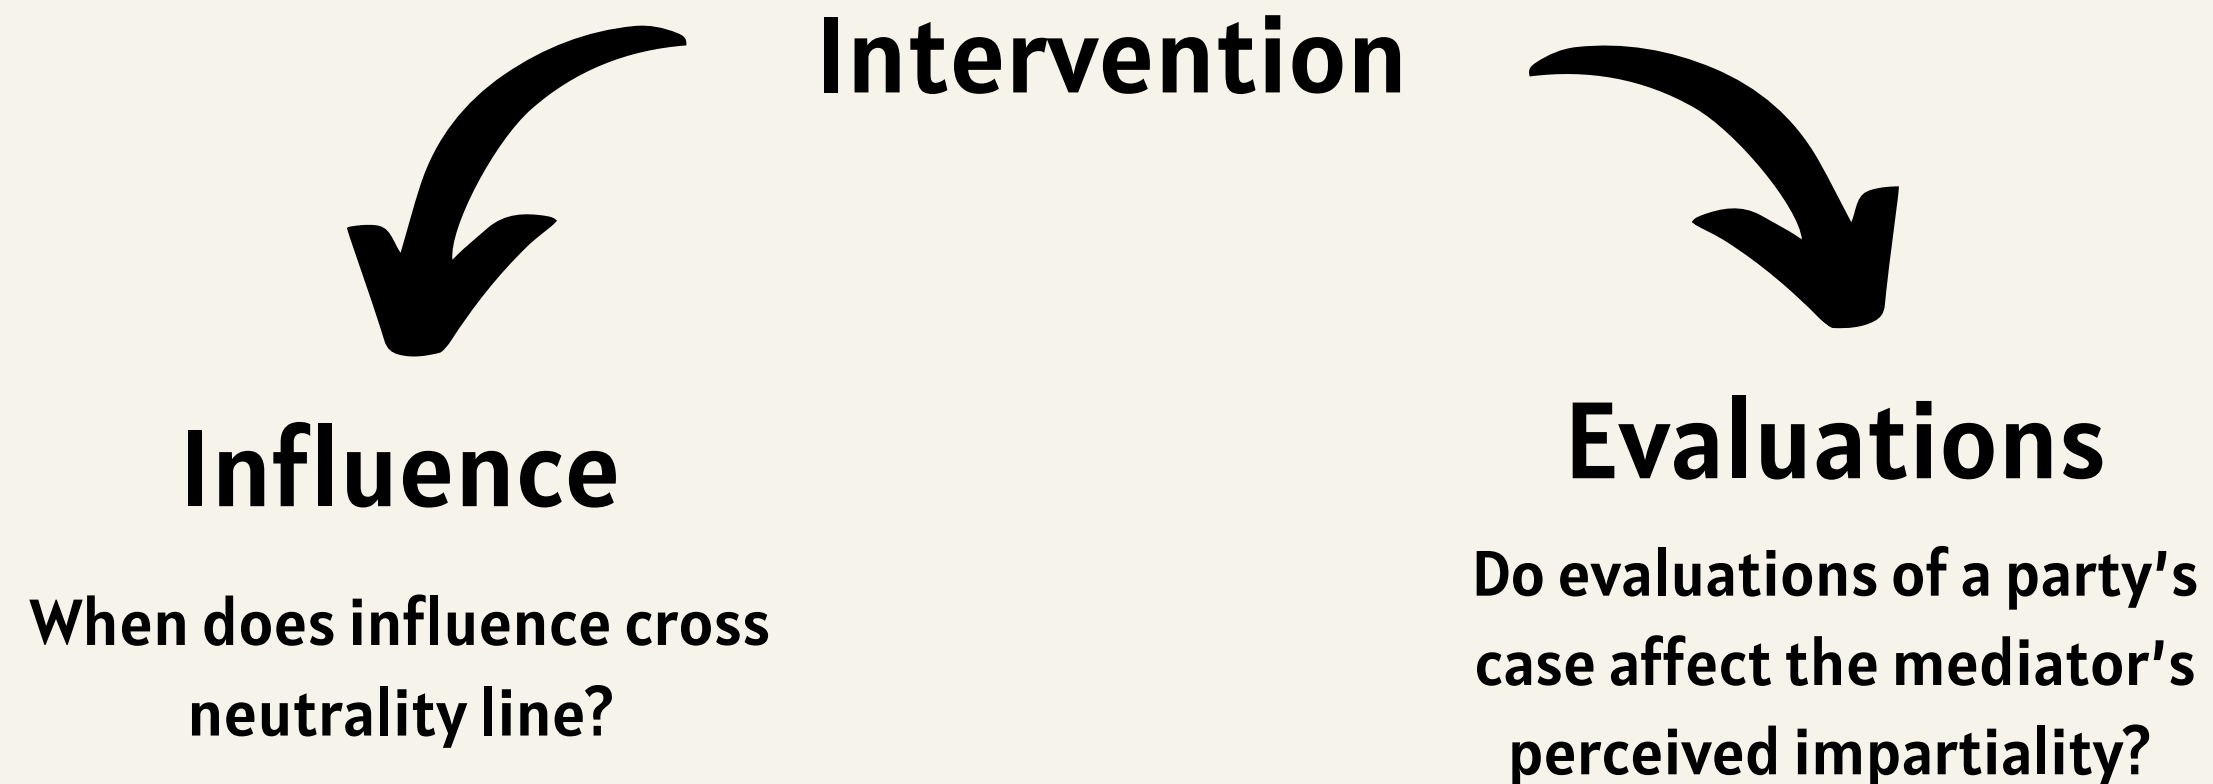 Intervention
Influence
When does influence cross
neutrality line?
Evaluations
Do evaluations of a party's
case affect the mediator's
perceived impartiality?